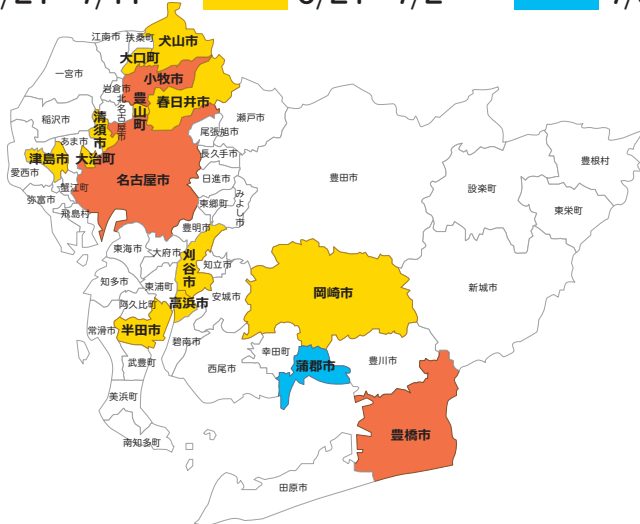 江南市
扶桑町
犬山市
大口町
一宮市
小牧市
岩倉市
豊山町
春日井市
北名古屋市
清須市
稲沢市
瀬戸市
尾張旭市
あま市
長久手市
津島市
大治町
愛西市
名古屋市
日進市
豊田市
豊根村
設楽町
東栄町
蟹江町
弥富市
飛島村
東郷町
みよし市
豊明市
東海市
大府市
刈谷市
知立市
知多市
東浦町
安城市
岡崎市
新城市
阿久比町
高浜市
常滑市
半田市
碧南市
西尾市
幸田町
蒲郡市
豊川市
武豊町
美浜町
南知多町
豊橋市
田原市